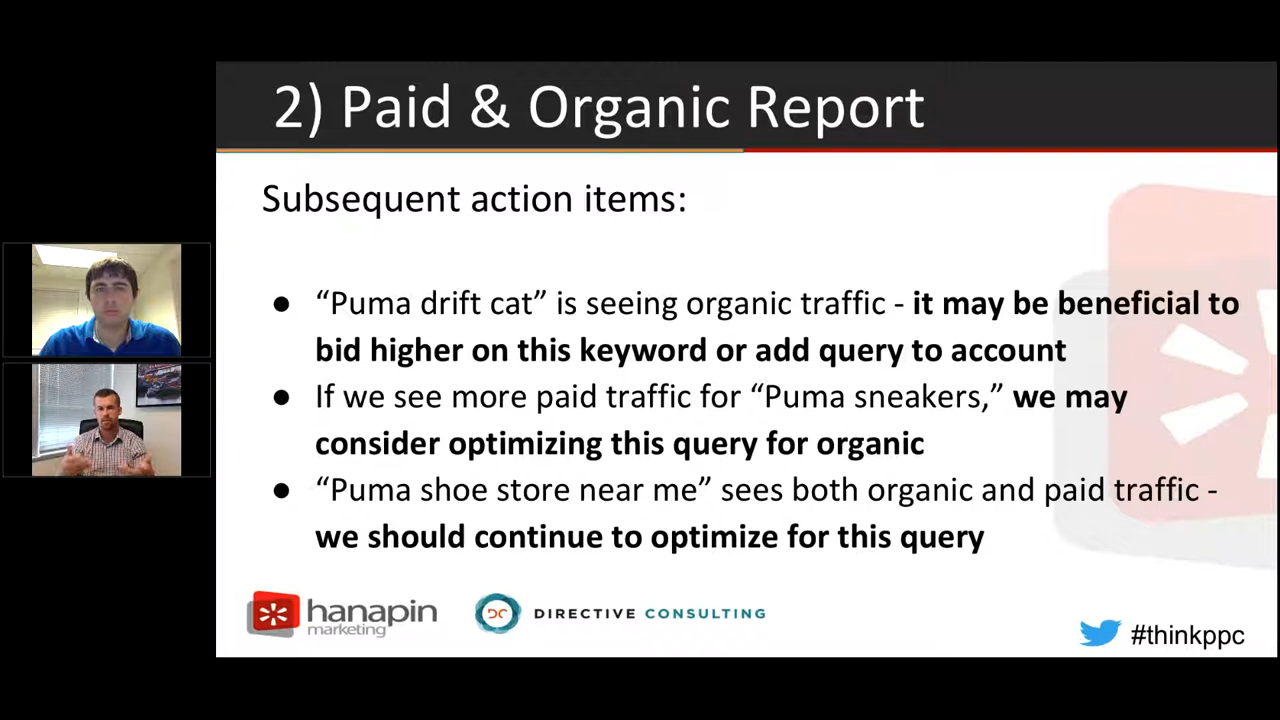 2) Paid & Organic Report
Subsequent action items:
● “Puma drift cat” is seeing organic traffic - it may be beneficial to
bid higher on this keyword or add query to account
● If we see more paid traffic for “Puma sneakers,” we may
consider optimizing this query for organic
● “Puma shoe store near me” sees both organic and paid traffic -
we should continue to optimize for this query
hanapin
marketing
DC DIRECTIVE CONSULTING
#thinkppc